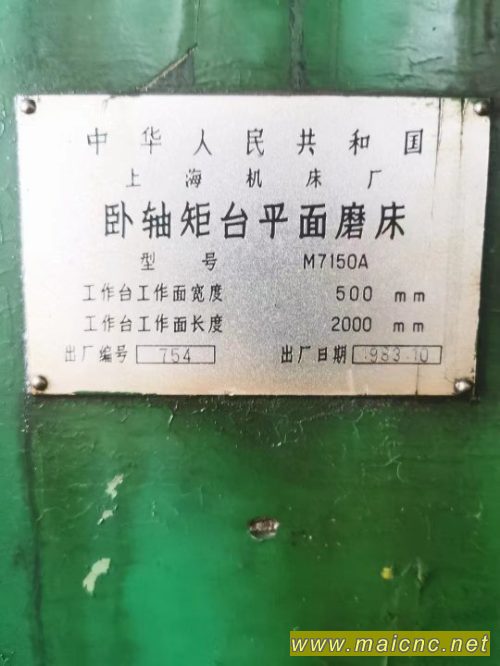 中华人民共和国
上海机床厂
卧轴矩台平面磨床
型号 M7150A
工作台工作面宽度 500 mm
工作台工作面长度 2000 mm
出厂编号 754 出厂日期 1983.10
www.maicnc.net